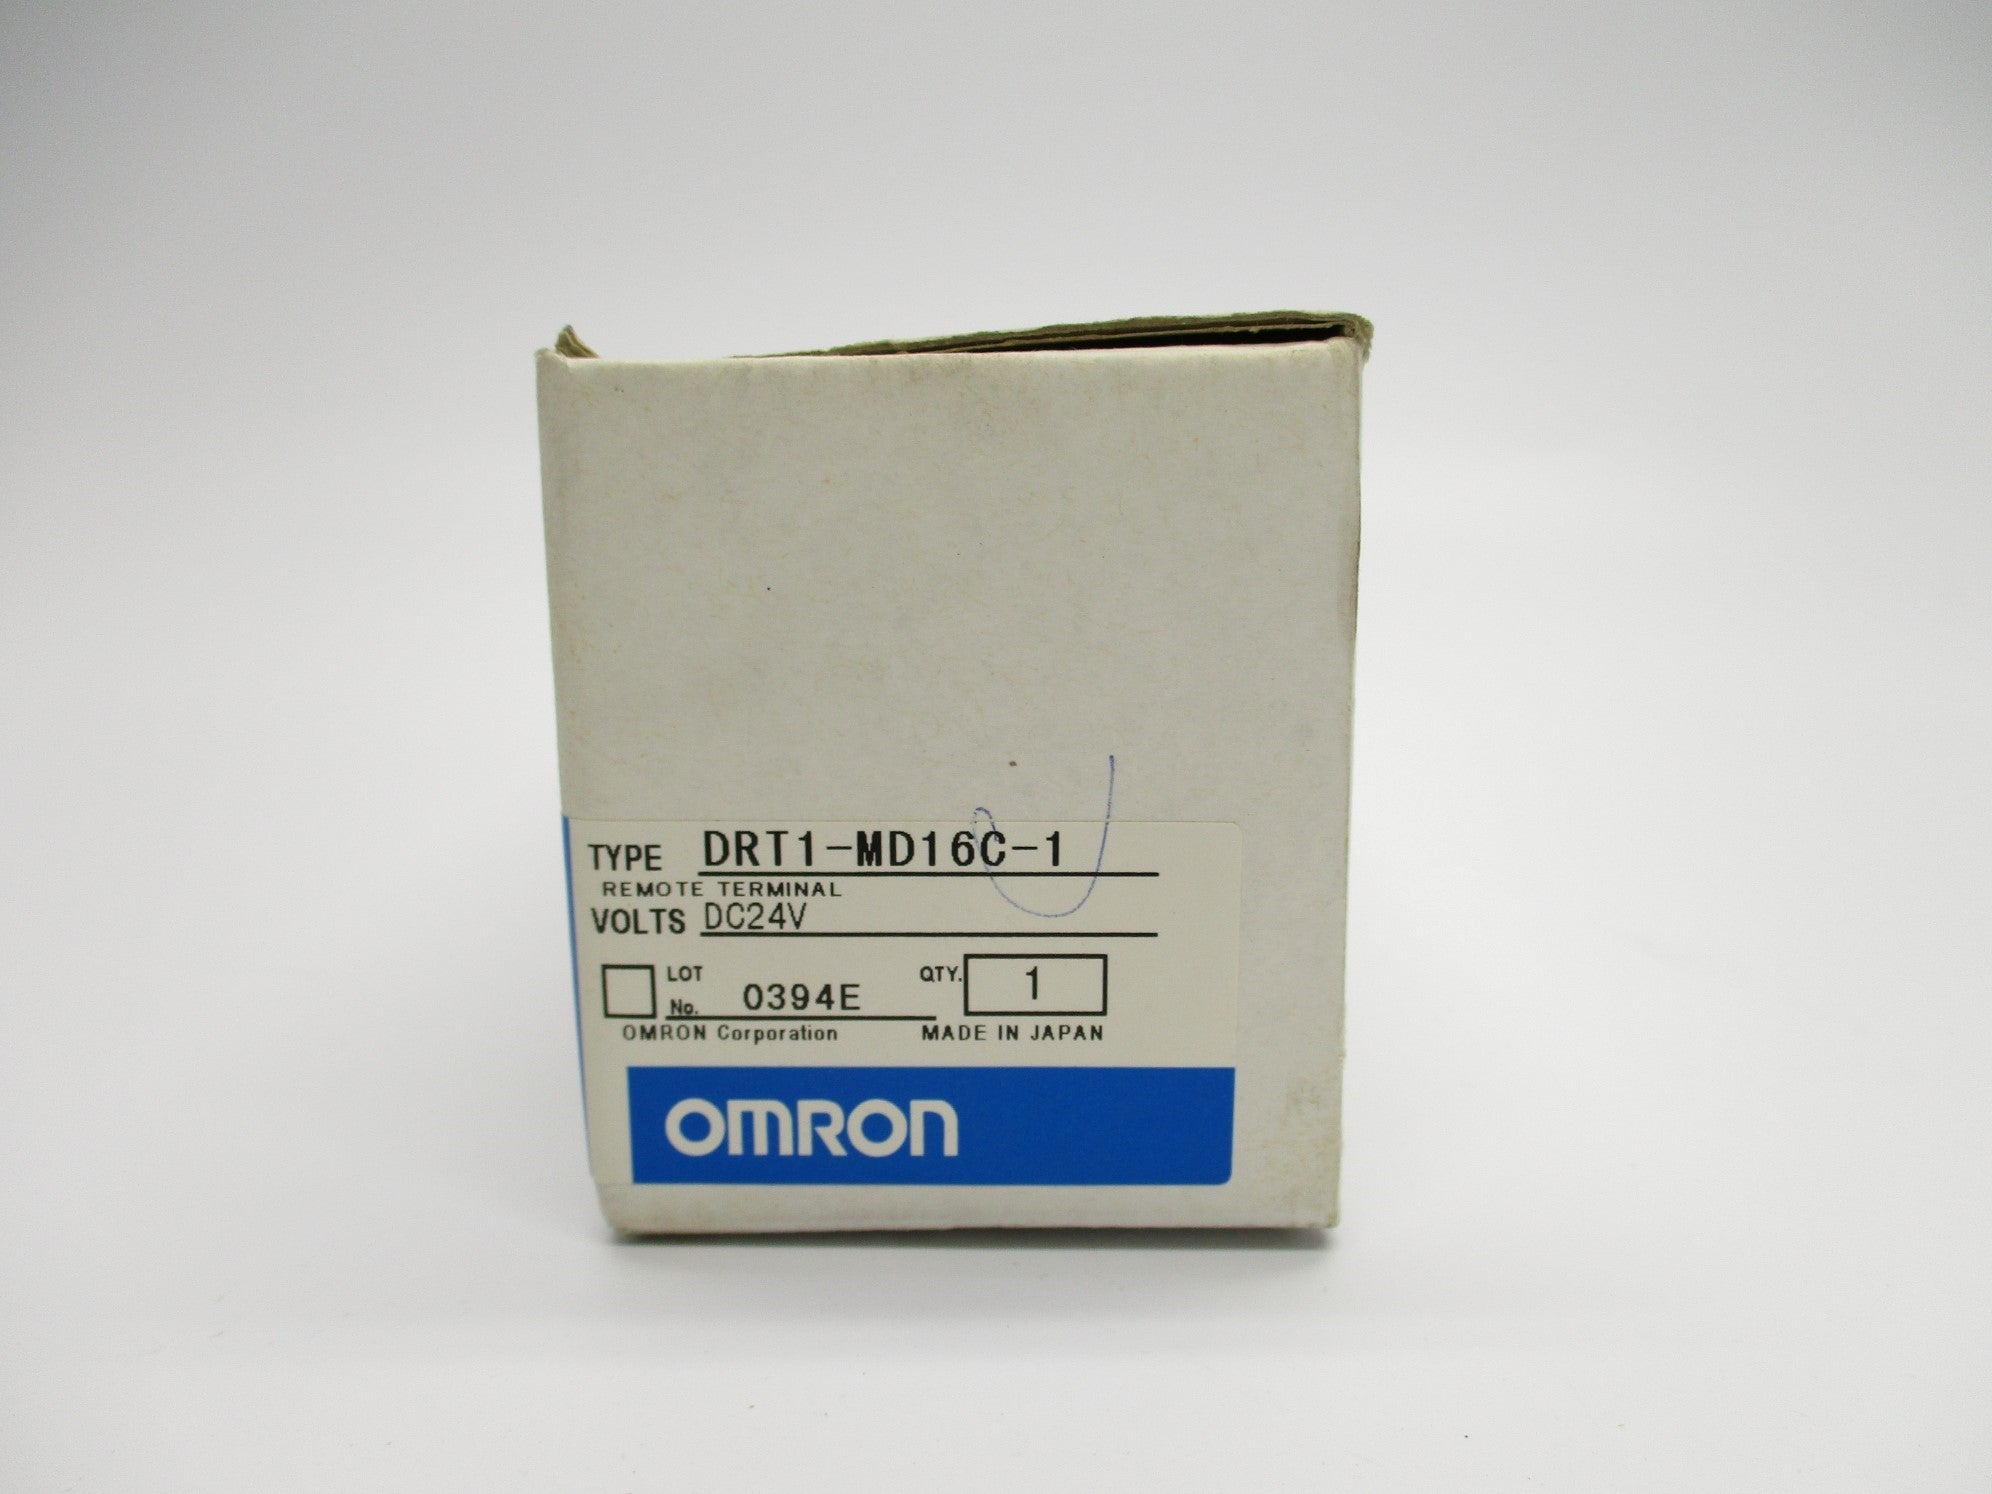 TYPE DRT1-MD16C-1
REMOTE TERMINAL
VOLTS DC24V
LOT No. 0394E QTY. 1
OMRON Corporation MADE IN JAPAN
OMRON